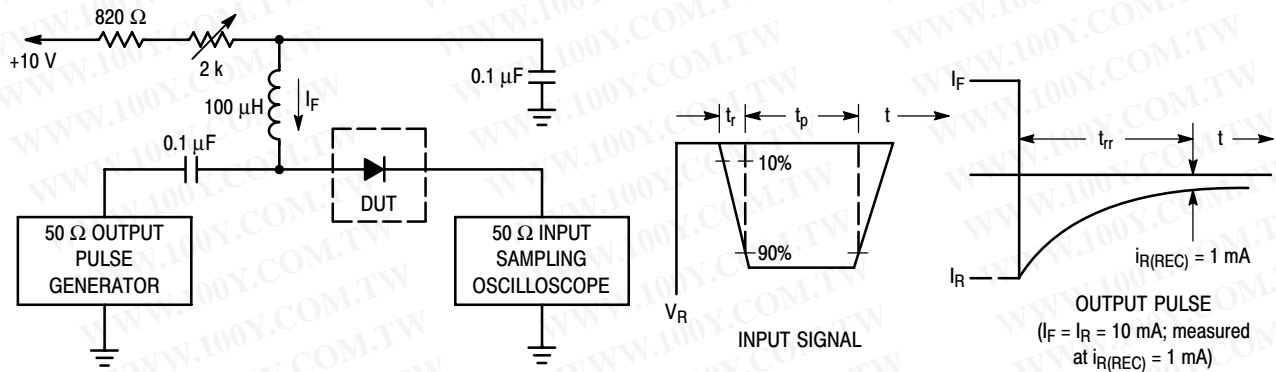 820 Ω
+10 V
2 k
100 μH
I_F
0.1 μF
0.1 μF
DUT
50 Ω OUTPUT
PULSE
GENERATOR
50 Ω INPUT
SAMPLING
OSCILLOSCOPE
t_r
t_p
t
10%
90%
V_R
INPUT SIGNAL
I_F
t_rr
t
I_R
i_R(REC) = 1 mA
OUTPUT PULSE
(I_F = I_R = 10 mA; measured
at i_R(REC) = 1 mA)
WWW.100Y.COM.TW